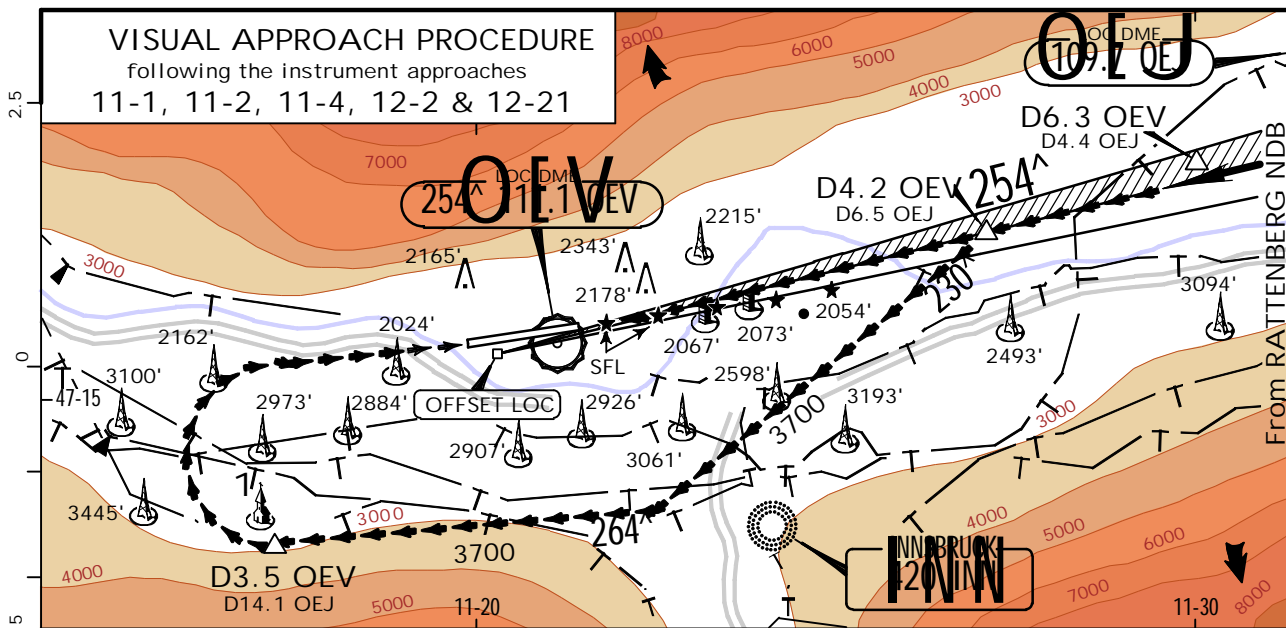 VISUAL APPROACH PROCEDURE
following the instrument approaches
11-1, 11-2, 11-4, 12-2 & 12-21
8000
6000
5000
4000
3000
7000
LOC DME
109.7 OEJ
OEJ
D6.3 OEV
D4.4 OEJ
LOC DME
254^ 111.1 OEV
OEV
D4.2 OEV
D6.5 OEJ
254^
2.5
0
5
2215'
2343'
2165'
2178'
3000
2162'
2024'
SFL
2067'
2073'
2054'
230^
3094'
2493'
From RATTENBERG NDB
47-15
3100'
2973'
2884'
OFFSET LOC
2926'
2598'
3700
3193'
3000
2907'
3061'
3445'
3000
3700
264^
INNSBRUCK
420 INN
INN
4000
5000
6000
7000
8000
D3.5 OEV
D14.1 OEJ
4000
5000
11-20
11-30